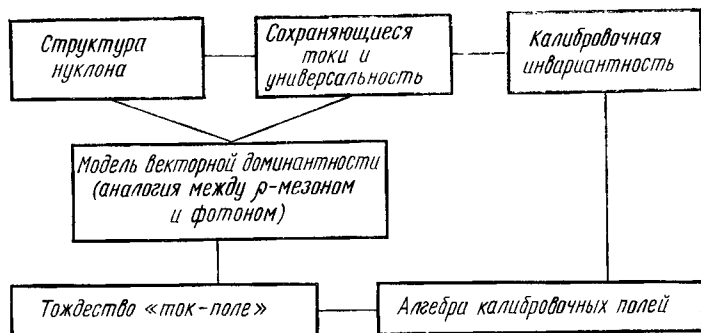 Структура
нуклона
Сохраняющиеся
токи и
универсальность
Калибровочная
инвариантность
Модель векторной доминантности
(аналогия между ρ-мезоном
и фотоном)
Тождество «ток-поле»
Алгебра калибровочных полей